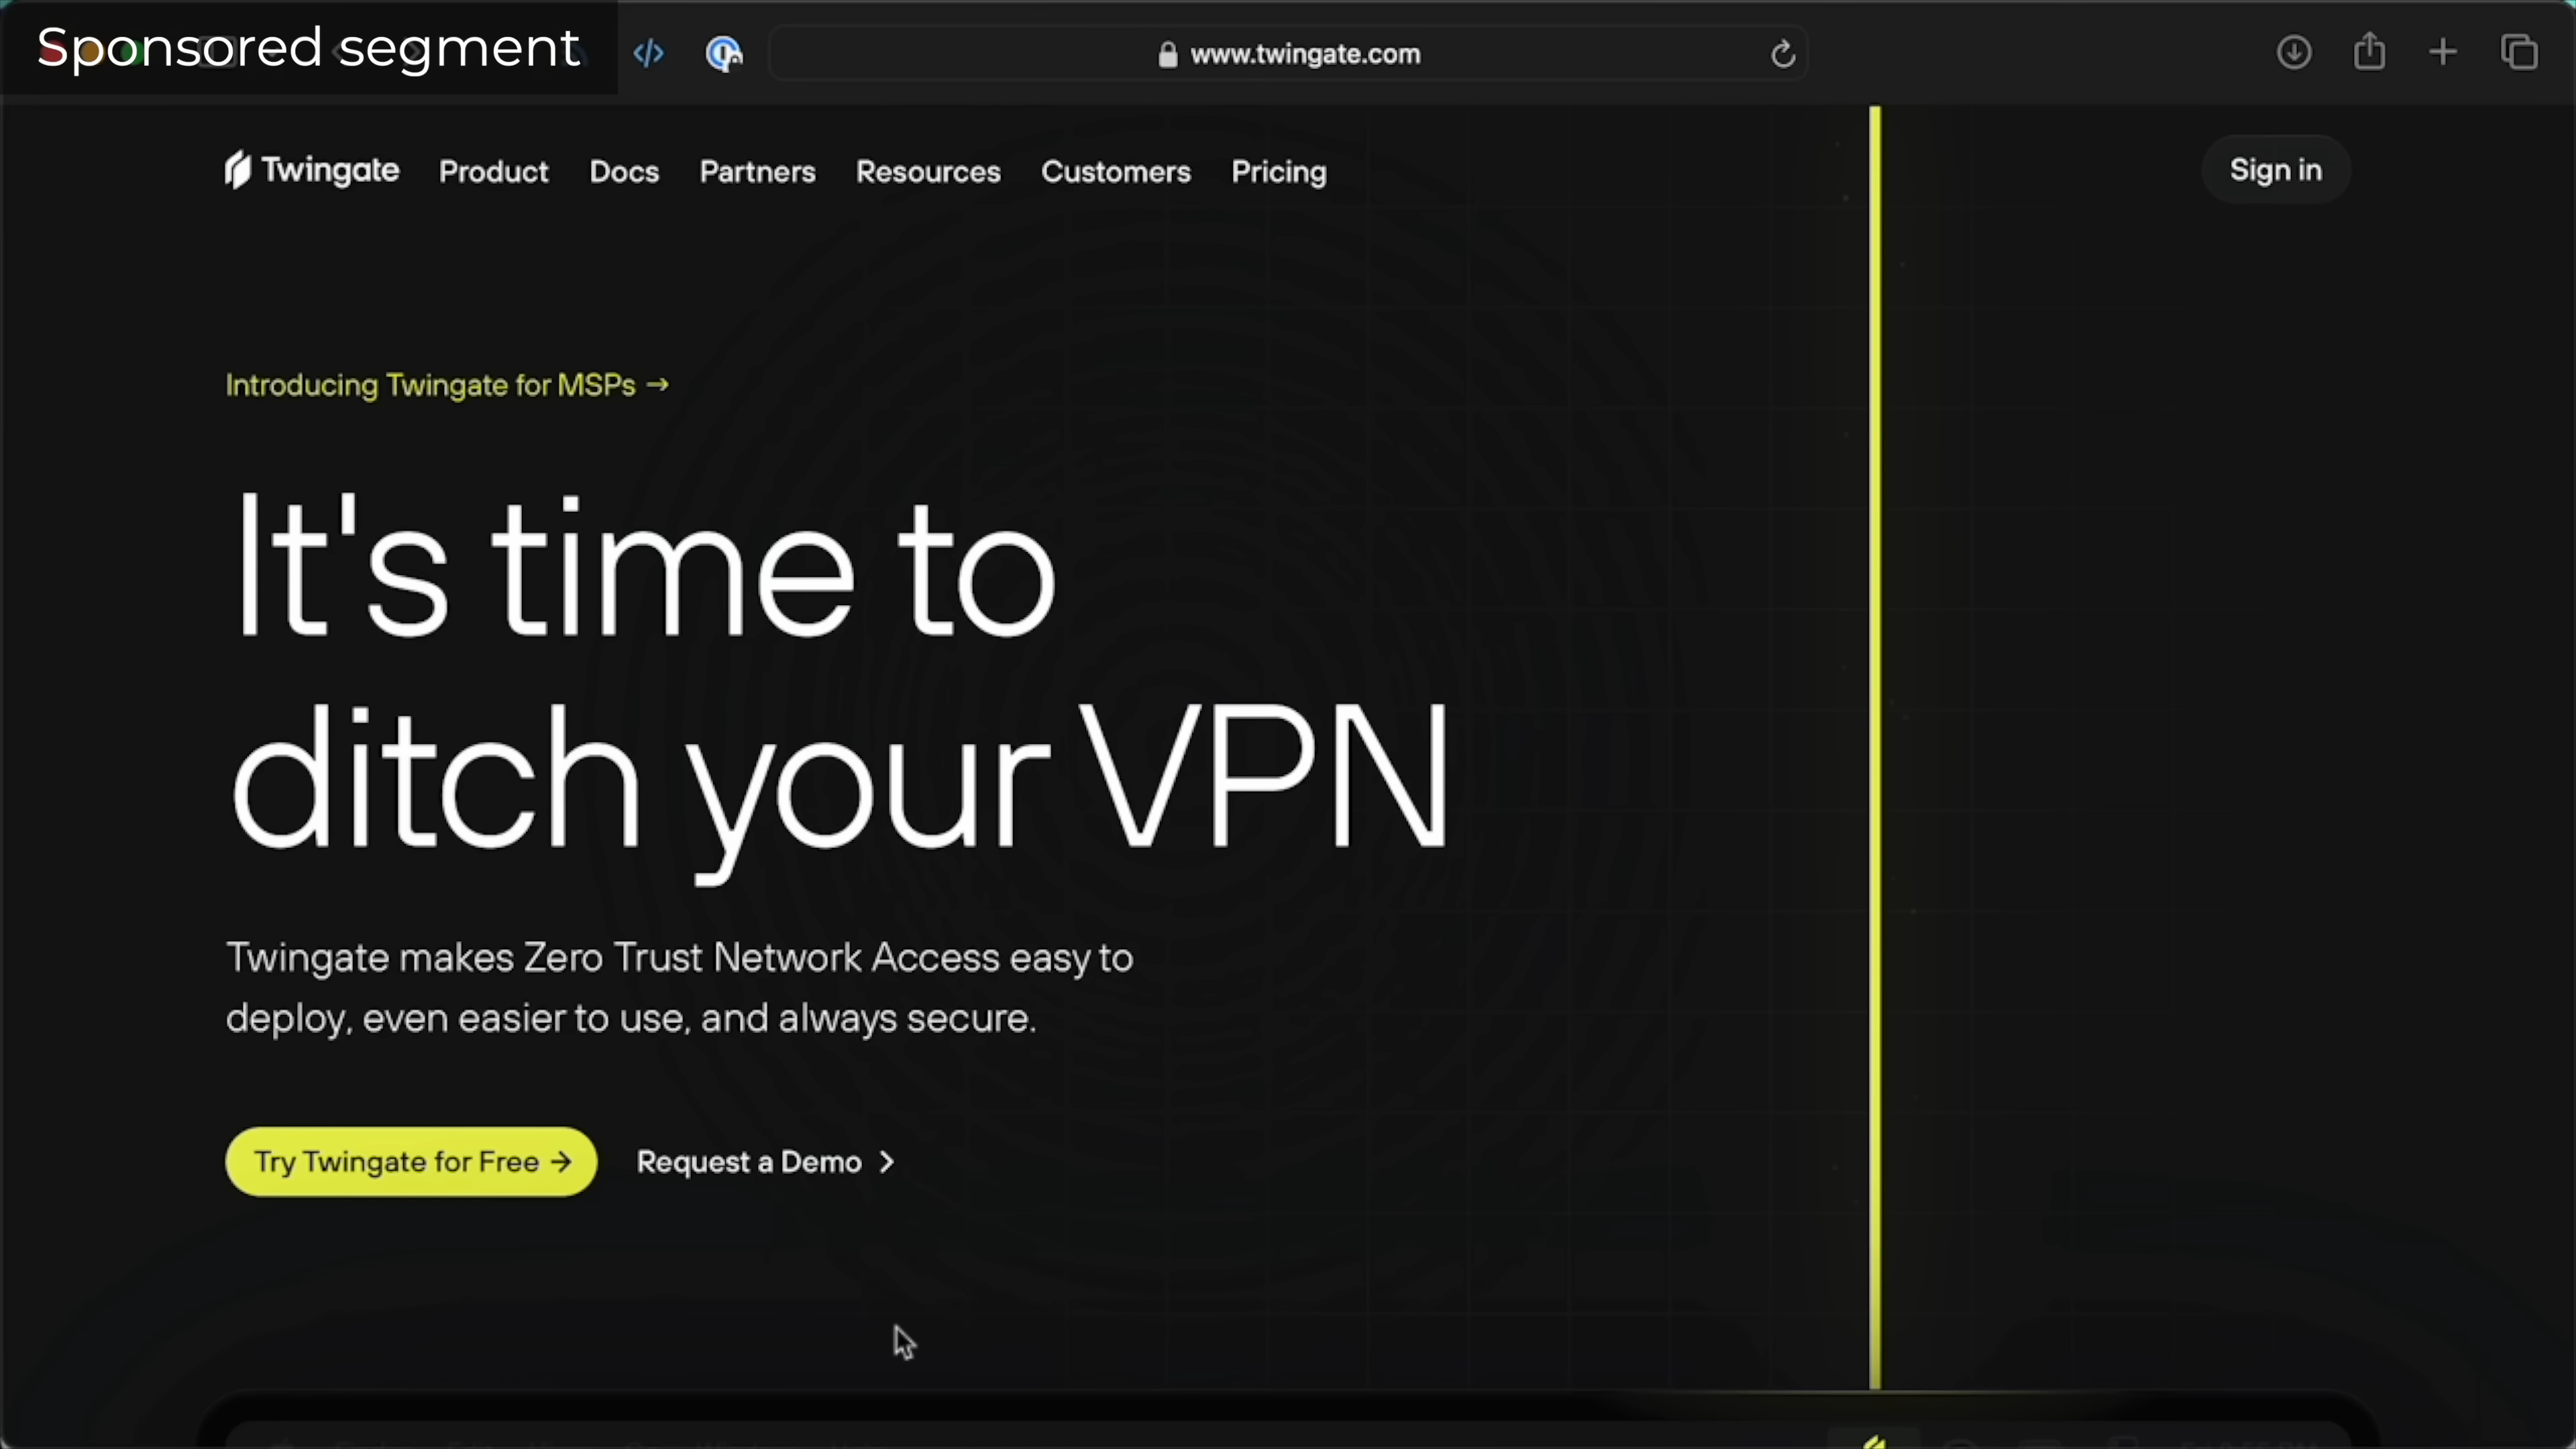 Sponsored segment
www.twingate.com
Twingate Product Docs Partners Resources Customers Pricing Sign in
Introducing Twingate for MSPs →
It's time to
ditch your VPN
Twingate makes Zero Trust Network Access easy to
deploy, even easier to use, and always secure.
Try Twingate for Free → Request a Demo >